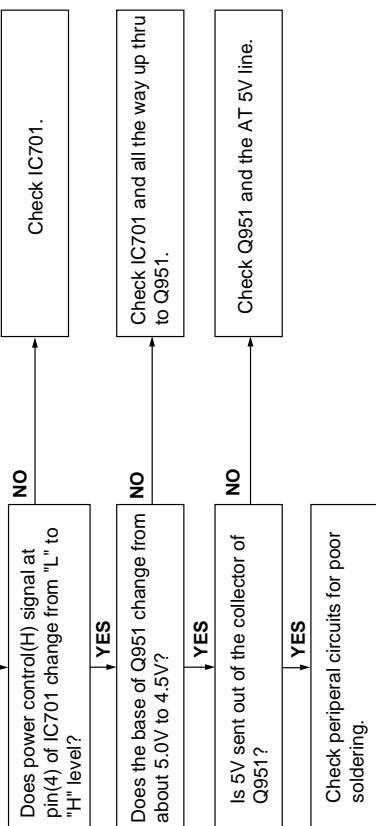 Does power control(H) signal at
pin(4) of IC701 change from "L" to
"H" level?
NO
Check IC701.
YES
Does the base of Q951 change from
about 5.0V to 4.5V?
NO
Check IC701 and all the way up thru
to Q951.
YES
Is 5V sent out of the collector of
Q951?
NO
Check Q951 and the AT 5V line.
YES
Check periperal circuits for poor
soldering.